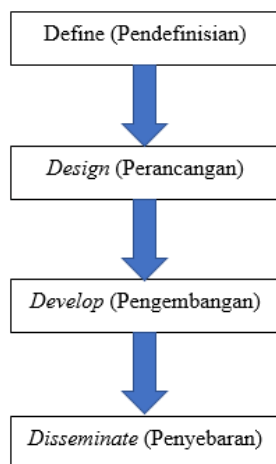 Define (Pendefinisian)
Design (Perancangan)
Develop (Pengembangan)
Disseminate (Penyebaran)